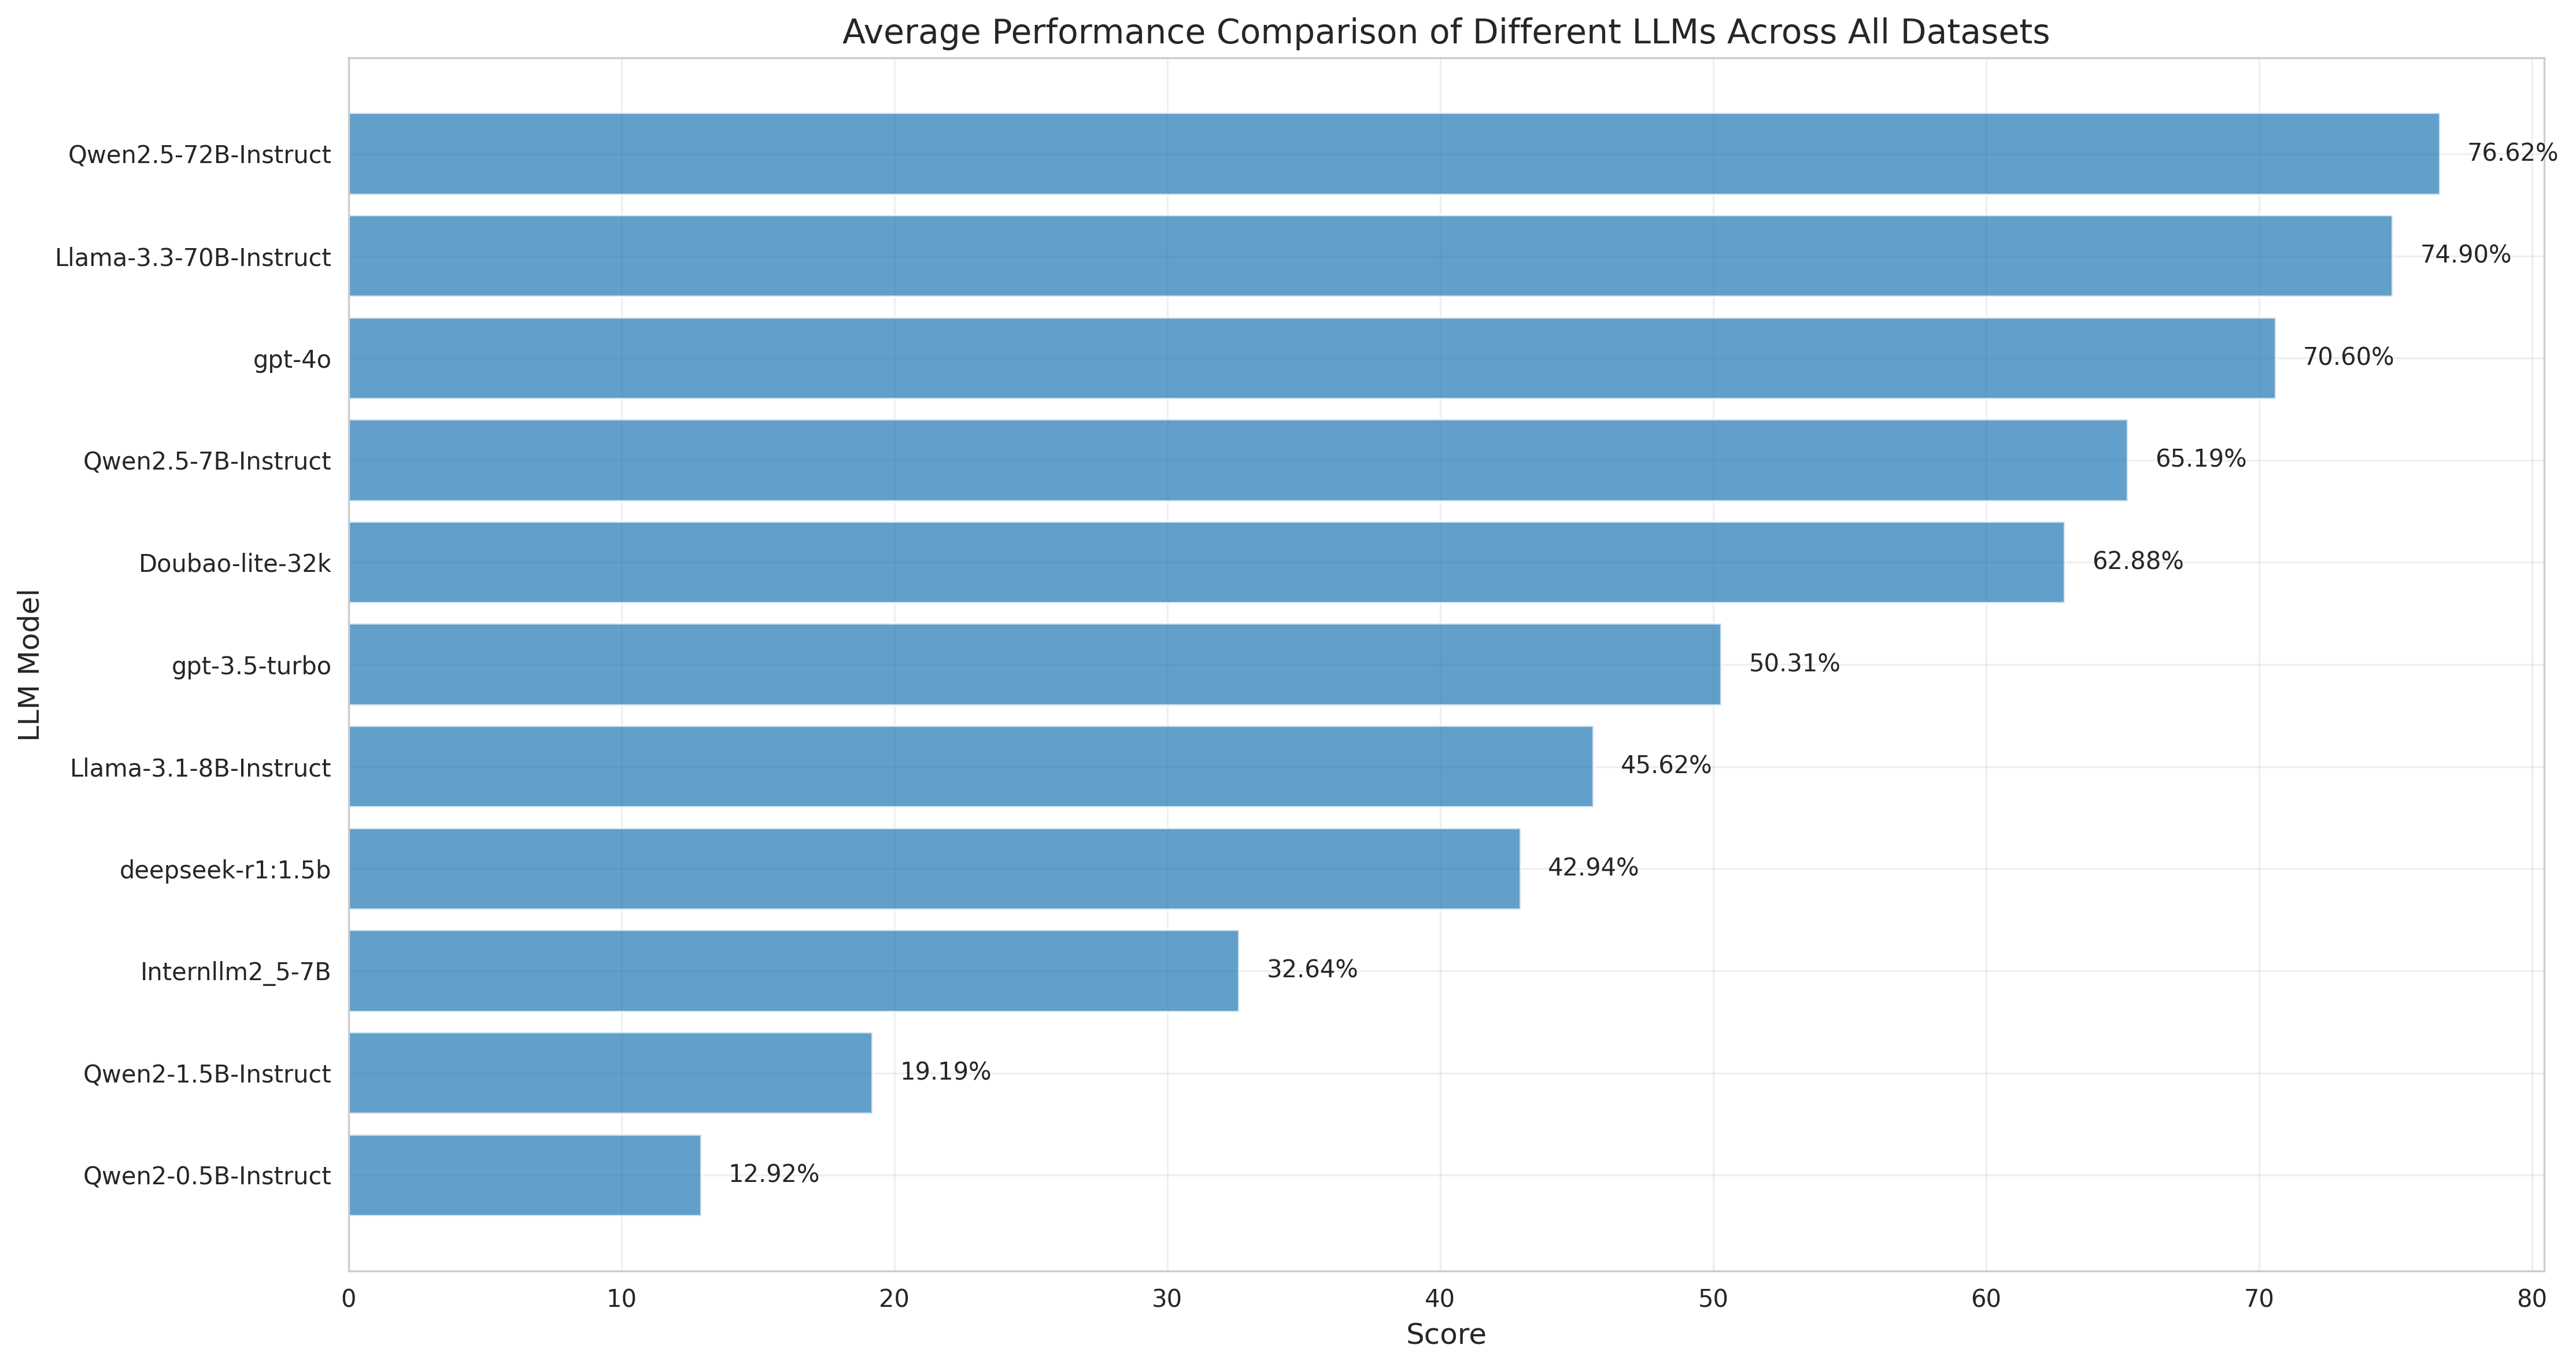 Average Performance Comparison of Different LLMs Across All Datasets
Qwen2.5-72B-Instruct 76.62%
Llama-3.3-70B-Instruct 74.90%
gpt-4o 70.60%
Qwen2.5-7B-Instruct 65.19%
Doubao-lite-32k 62.88%
gpt-3.5-turbo 50.31%
Llama-3.1-8B-Instruct 45.62%
deepseek-r1:1.5b 42.94%
Internllm2_5-7B 32.64%
Qwen2-1.5B-Instruct 19.19%
Qwen2-0.5B-Instruct 12.92%
LLM Model
0 10 20 30 40 50 60 70 80
Score